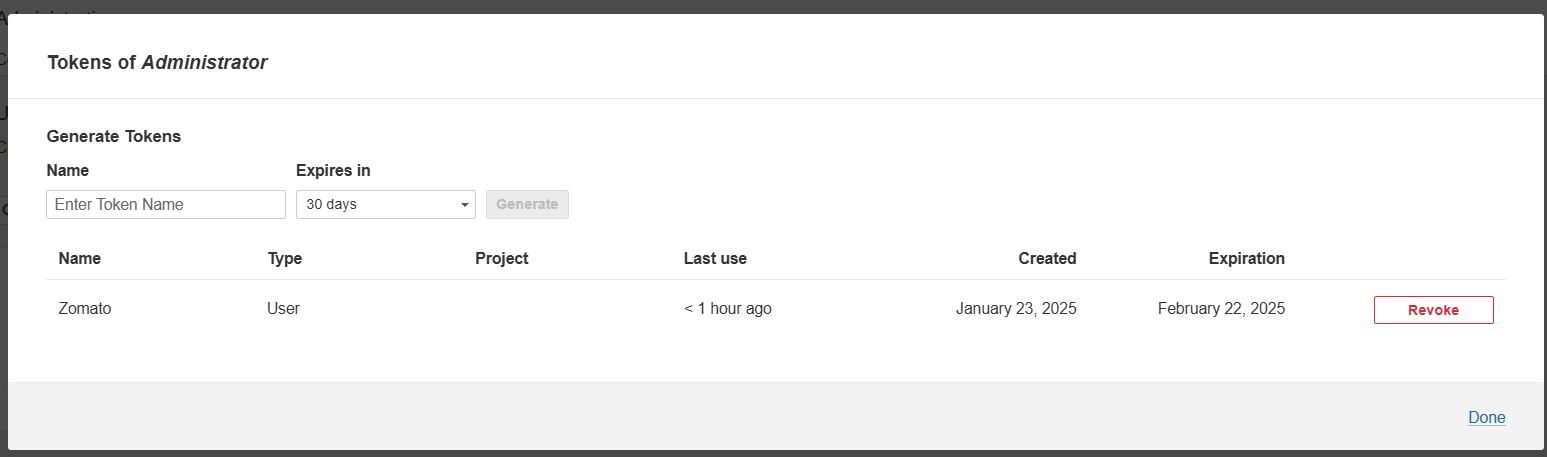 Tokens of Administrator
Generate Tokens
Name Expires in
Enter Token Name 30 days Generate
Name Type Project Last use Created Expiration
Zomato User < 1 hour ago January 23, 2025 February 22, 2025 Revoke
Done